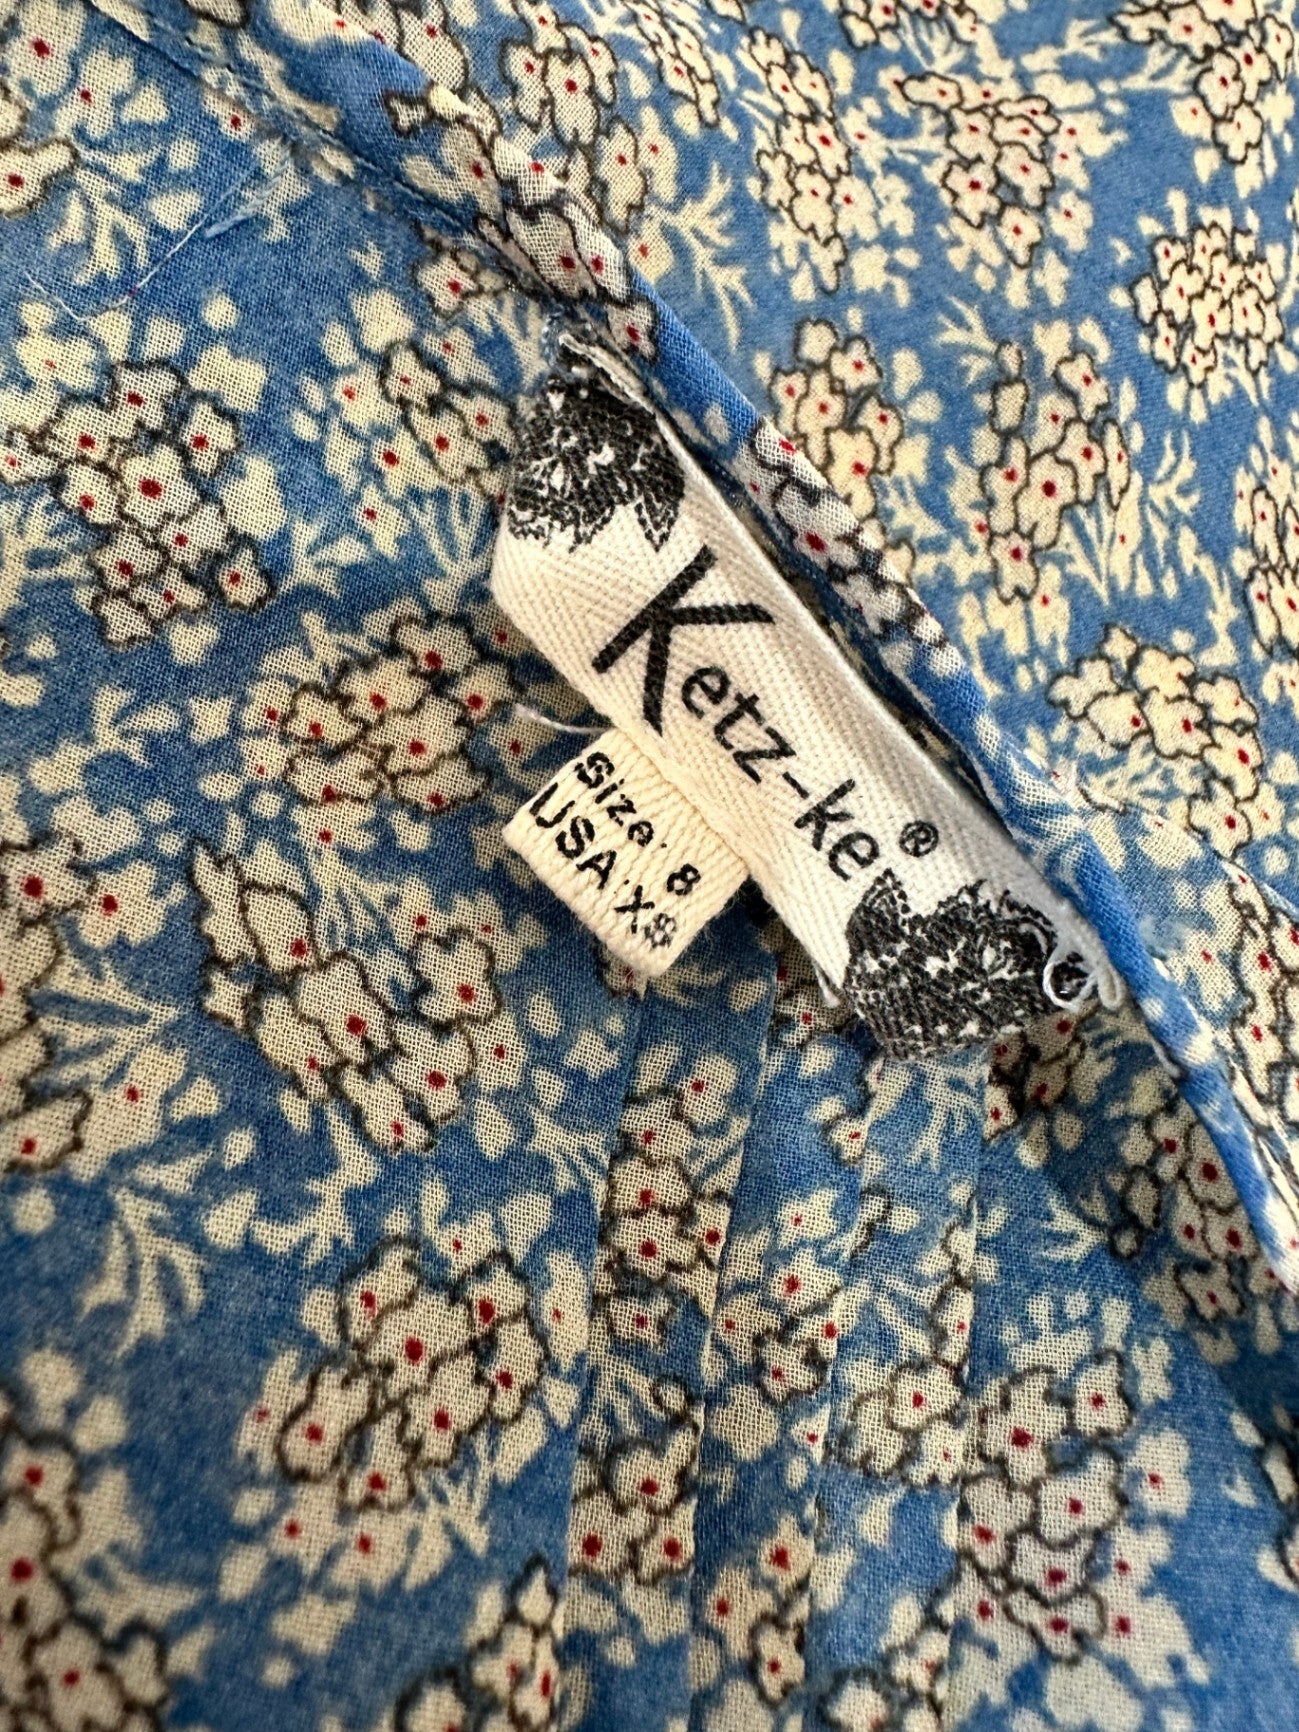 Ketz-ke®
Size. 8
USA: XS